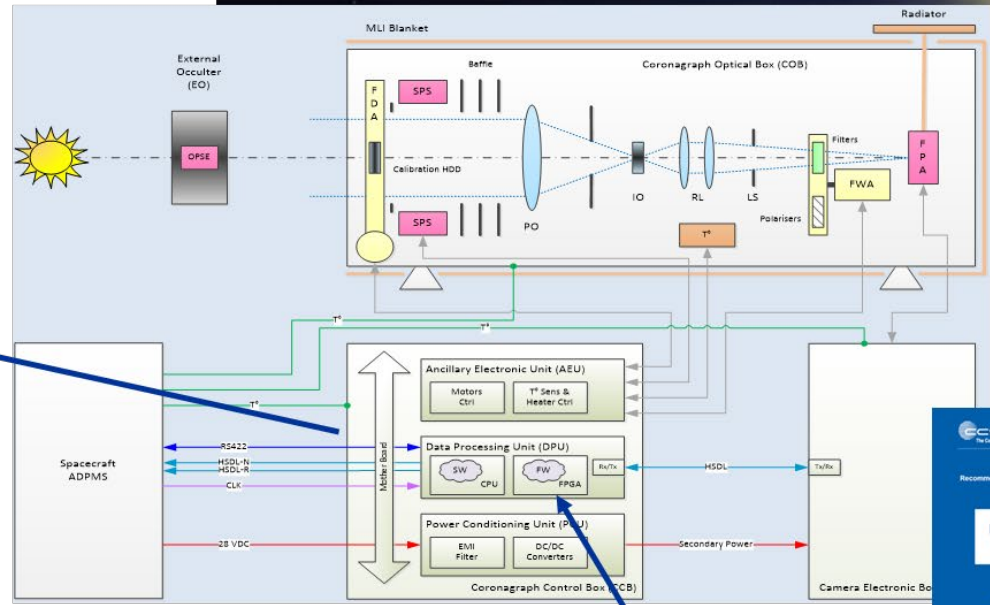 Radiator
MLI Blanket
External
Occulter
(EO)
Baffle
Coronagraph Optical Box (COB)
F
D
A
SPS
OPSE
Calibration HDD
Filters
F
P
A
FWA
SPS
PO
IO
RL
LS
Polarisers
T°
T°
T°
T°
Ancillary Electronic Unit (AEU)
Motors
Ctrl
T° Sens &
Heater Ctrl
Mother Board
Spacecraft
ADPMS
RS422
HSDL-N
HSDL-R
CLK
Data Processing Unit (DPU)
SW
CPU
FW
FPGA
Rx/Tx
HSDL
Tx/Rx
28 VDC
Power Conditioning Unit
EMI
Filter
DC/DC
Converters
Secondary Power
Coronagraph Control Box
Camera Electronic
Recomm